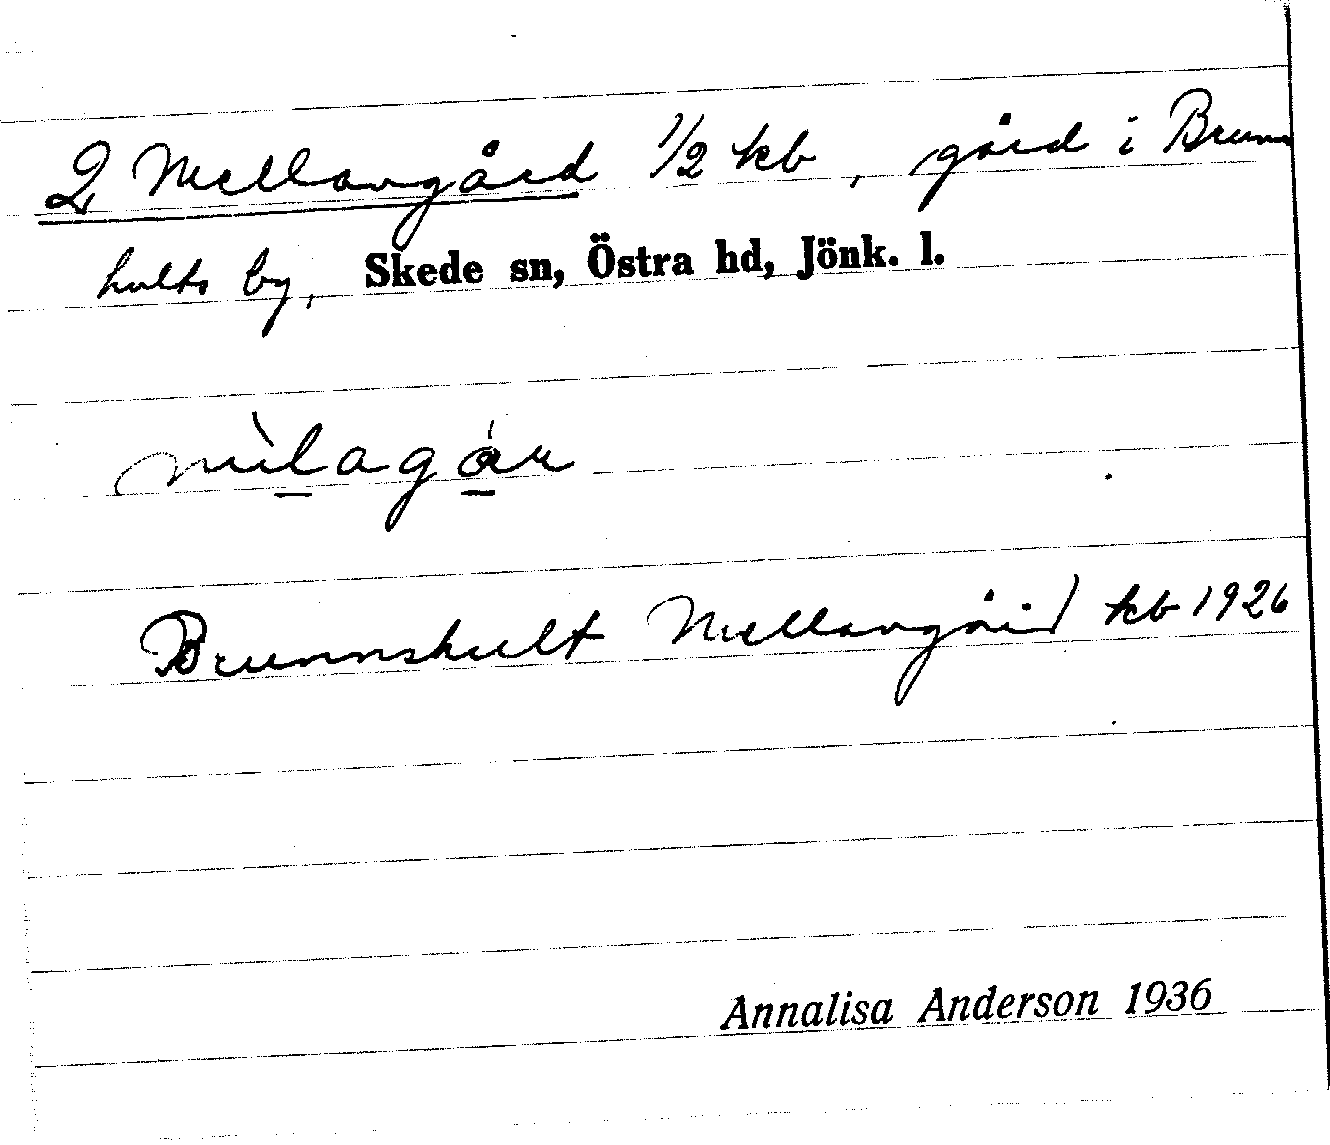 2 Mellangård 1/2 kb, gård i Brunns
hults by, Skede sn, Östra hd, Jönk. l.
mìlagár
Brunnshult Mellangård kb 1926
Annalisa Anderson 1936